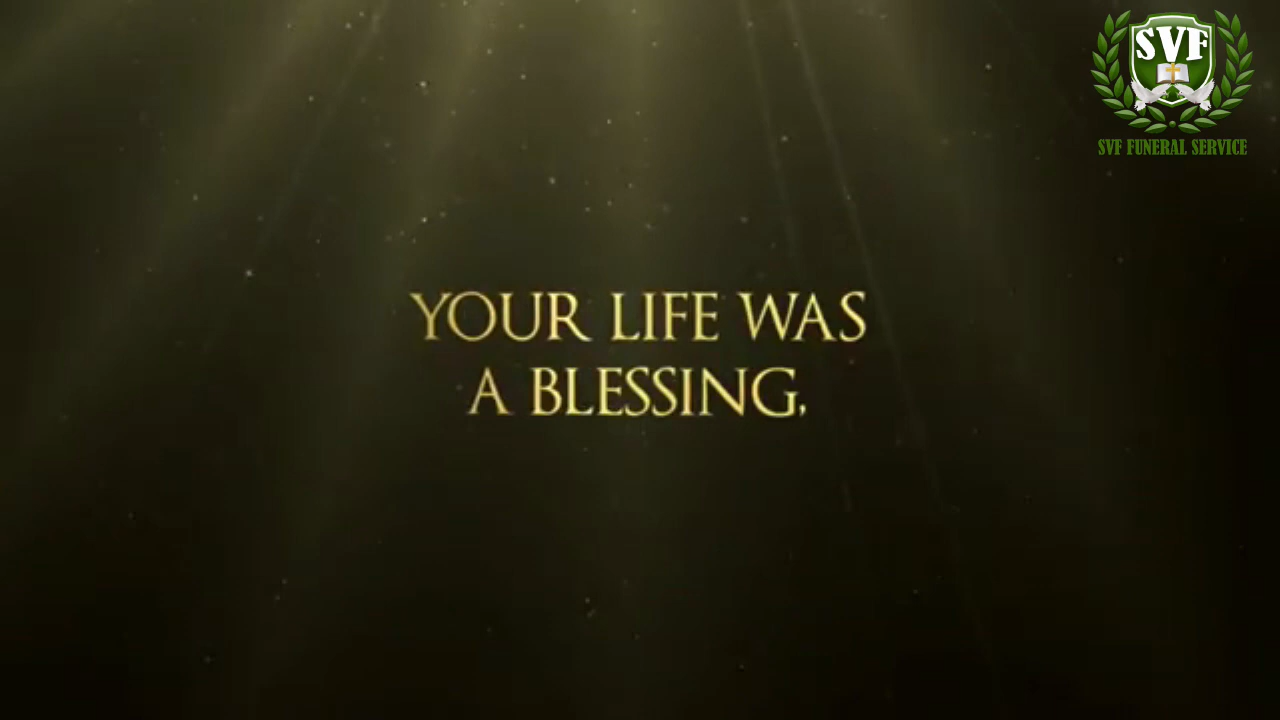 SVF
SVF FUNERAL SERVICE
YOUR LIFE WAS
A BLESSING,